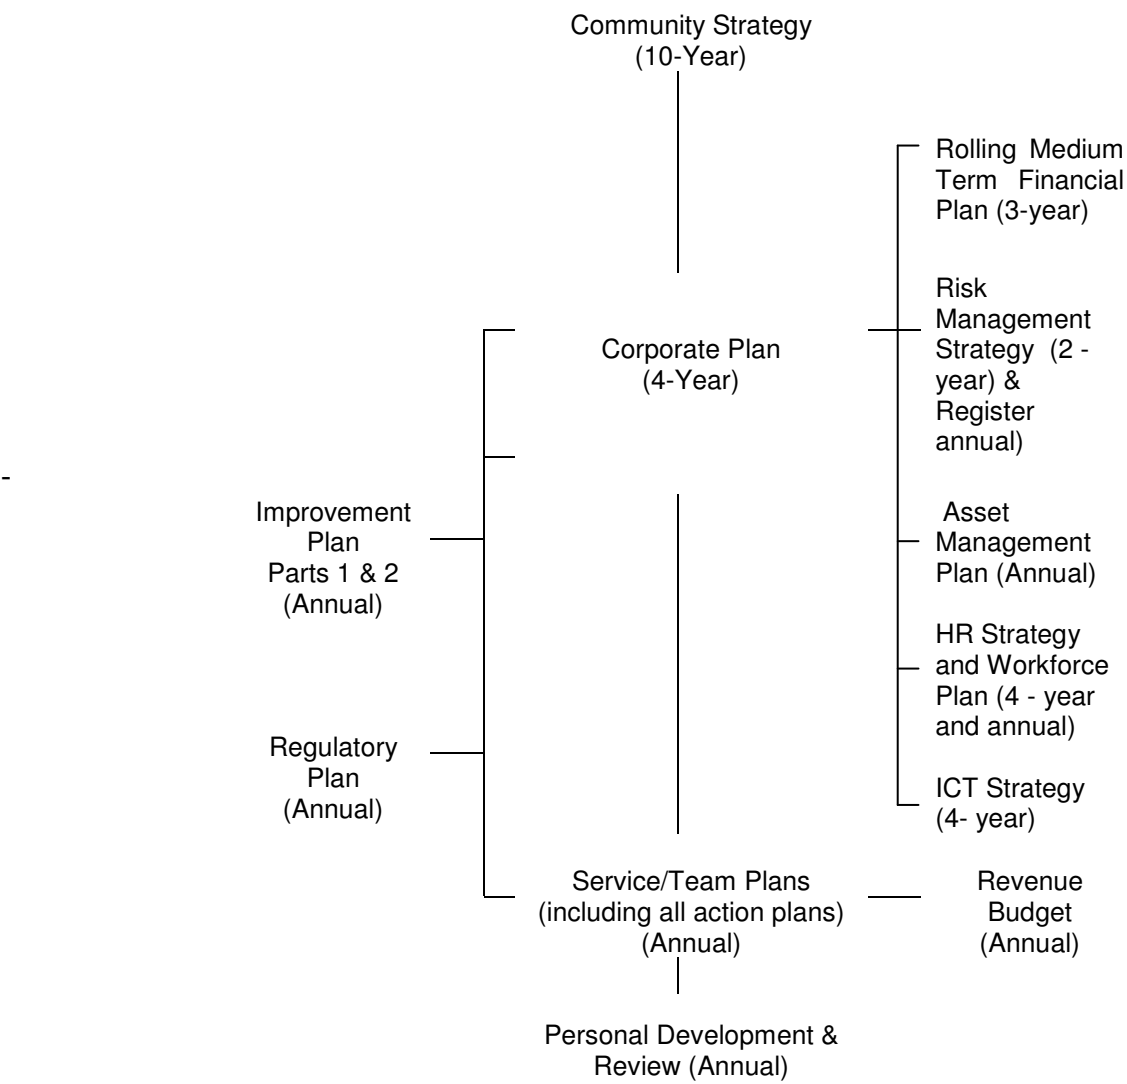 Community Strategy
(10-Year)
Rolling Medium
Term Financial
Plan (3-year)
Risk
Management
Strategy (2 -
year) &
Register
annual)
Corporate Plan
(4-Year)
-
Improvement
Plan
Parts 1 & 2
(Annual)
Asset
Management
Plan (Annual)
HR Strategy
and Workforce
Plan (4 - year
and annual)
Regulatory
Plan
(Annual)
ICT Strategy
(4- year)
Service/Team Plans
(including all action plans)
(Annual)
Revenue
Budget
(Annual)
Personal Development &
Review (Annual)